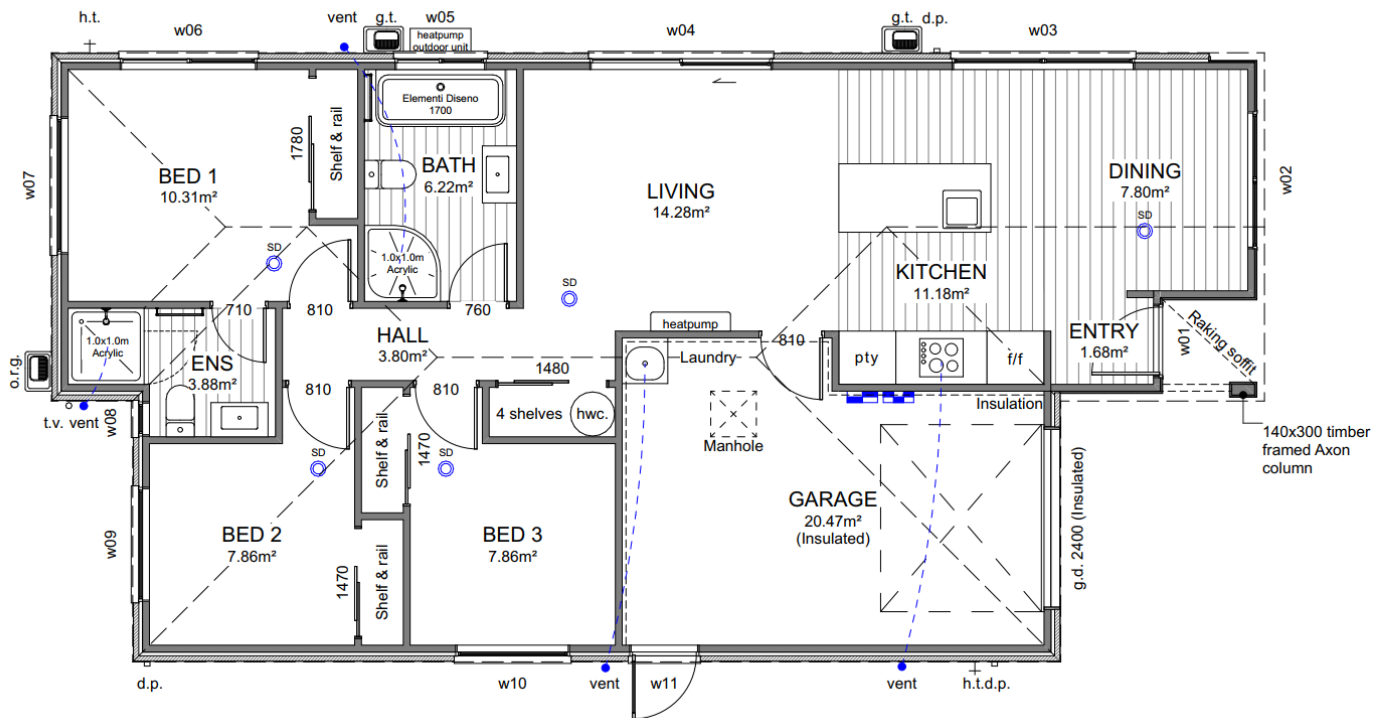 h.t.
vent
g.t.
w05
g.t.
d.p.
w06
heatpump
outdoor unit
w04
w03
Elementi Diseno
1700
Shelf & rail
1780
BED 1
10.31m²
BATH
6.22m²
LIVING
14.28m²
DINING
7.80m²
w07
w02
SD
SD
SD
1.0x1.0m
Acrylic
KITCHEN
11.18m²
710
810
760
HALL
3.80m²
heatpump
810
ENTRY
1.68m²
w01
Raking soffit
1.0x1.0m
Acrylic
ENS
3.88m²
o.r.g.
Laundry
pty
f/f
810
810
1480
4 shelves
hwc.
Insulation
Manhole
t.v.
vent
w08
Shelf & rail
1470
SD
SD
140x300 timber
framed Axon
column
GARAGE
20.47m²
(Insulated)
g.d. 2400 (Insulated)
w09
BED 2
7.86m²
1470
Shelf & rail
BED 3
7.86m²
d.p.
w10
vent
w11
vent
h.t.d.p.